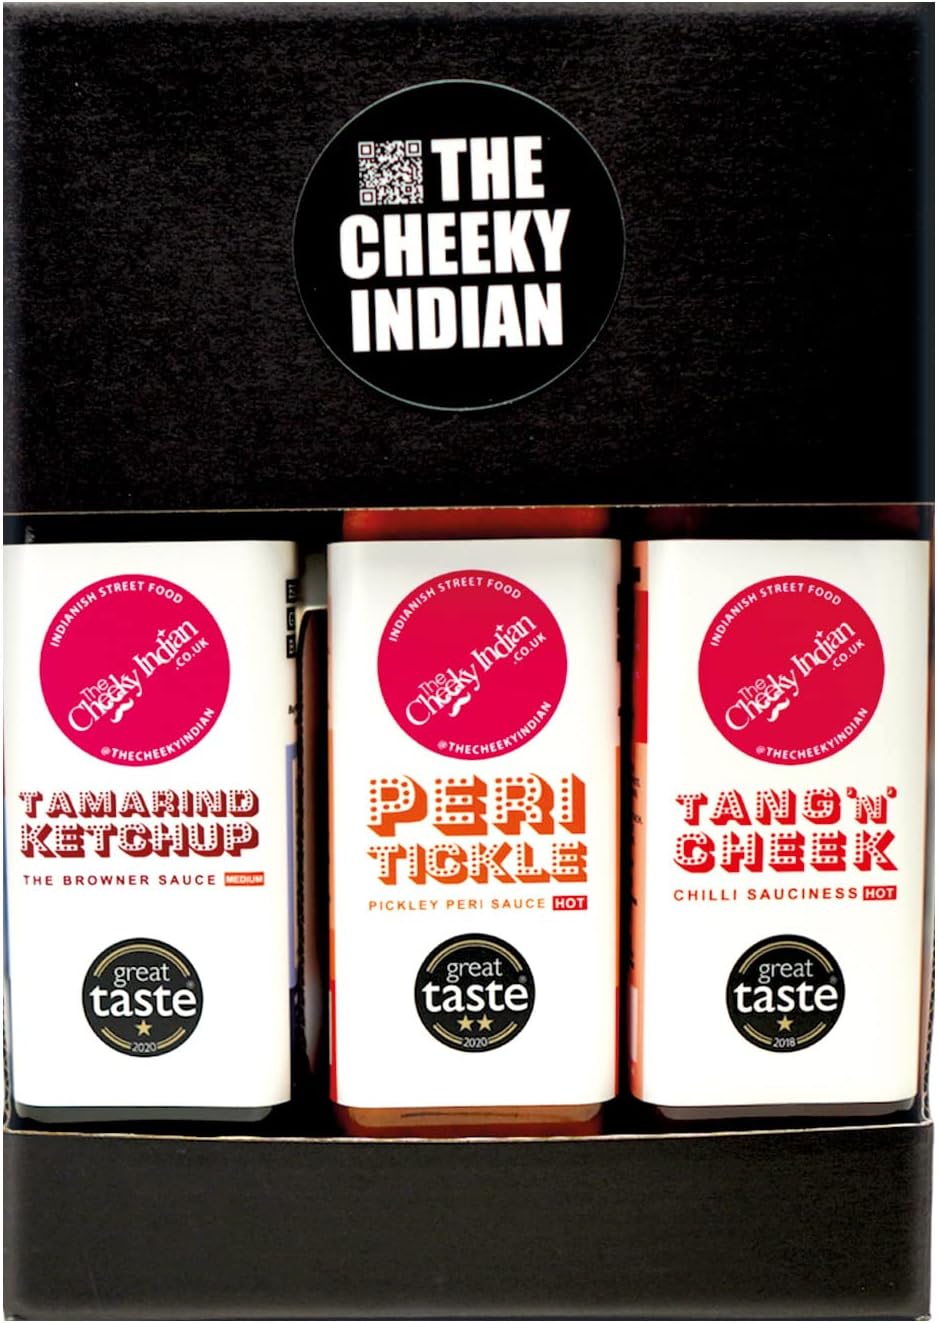 THE
CHEEKY
INDIAN
INDIANISH STREET FOOD
The
Cheeky Indian
.CO.UK
@THECHEEKYINDIAN
TAMARIND
KETCHUP
THE BROWNER SAUCE MEDIUM
great
taste®
2020
INDIANISH STREET FOOD
The
Cheeky Indian
.CO.UK
@THECHEEKYINDIAN
PERI
TICKLE
PICKLEY PERI SAUCE HOT
great
taste®
2020
INDIANISH STREET FOOD
The
Cheeky Indian
.CO.UK
@THECHEEKYINDIAN
TANG'N'
CHEEK
CHILLI SAUCINESS HOT
great
taste®
2018